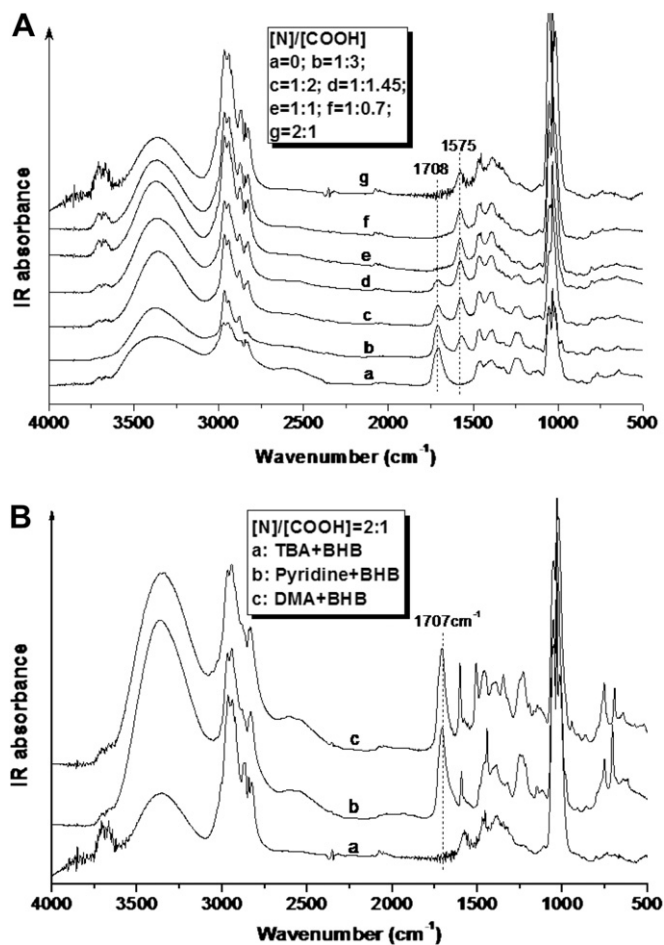 A
[N]/[COOH]
a=0; b=1:3;
c=1:2; d=1:1.45;
e=1:1; f=1:0.7;
g=2:1
1575
1708
g
f
e
d
c
b
a
IR absorbance
4000 3500 3000 2500 2000 1500 1000 500
Wavenumber (cm-1)
B
[N]/[COOH]=2:1
a: TBA+BHB
b: Pyridine+BHB
c: DMA+BHB
1707cm-1
c
b
a
IR absorbance
4000 3500 3000 2500 2000 1500 1000 500
Wavenumber (cm-1)